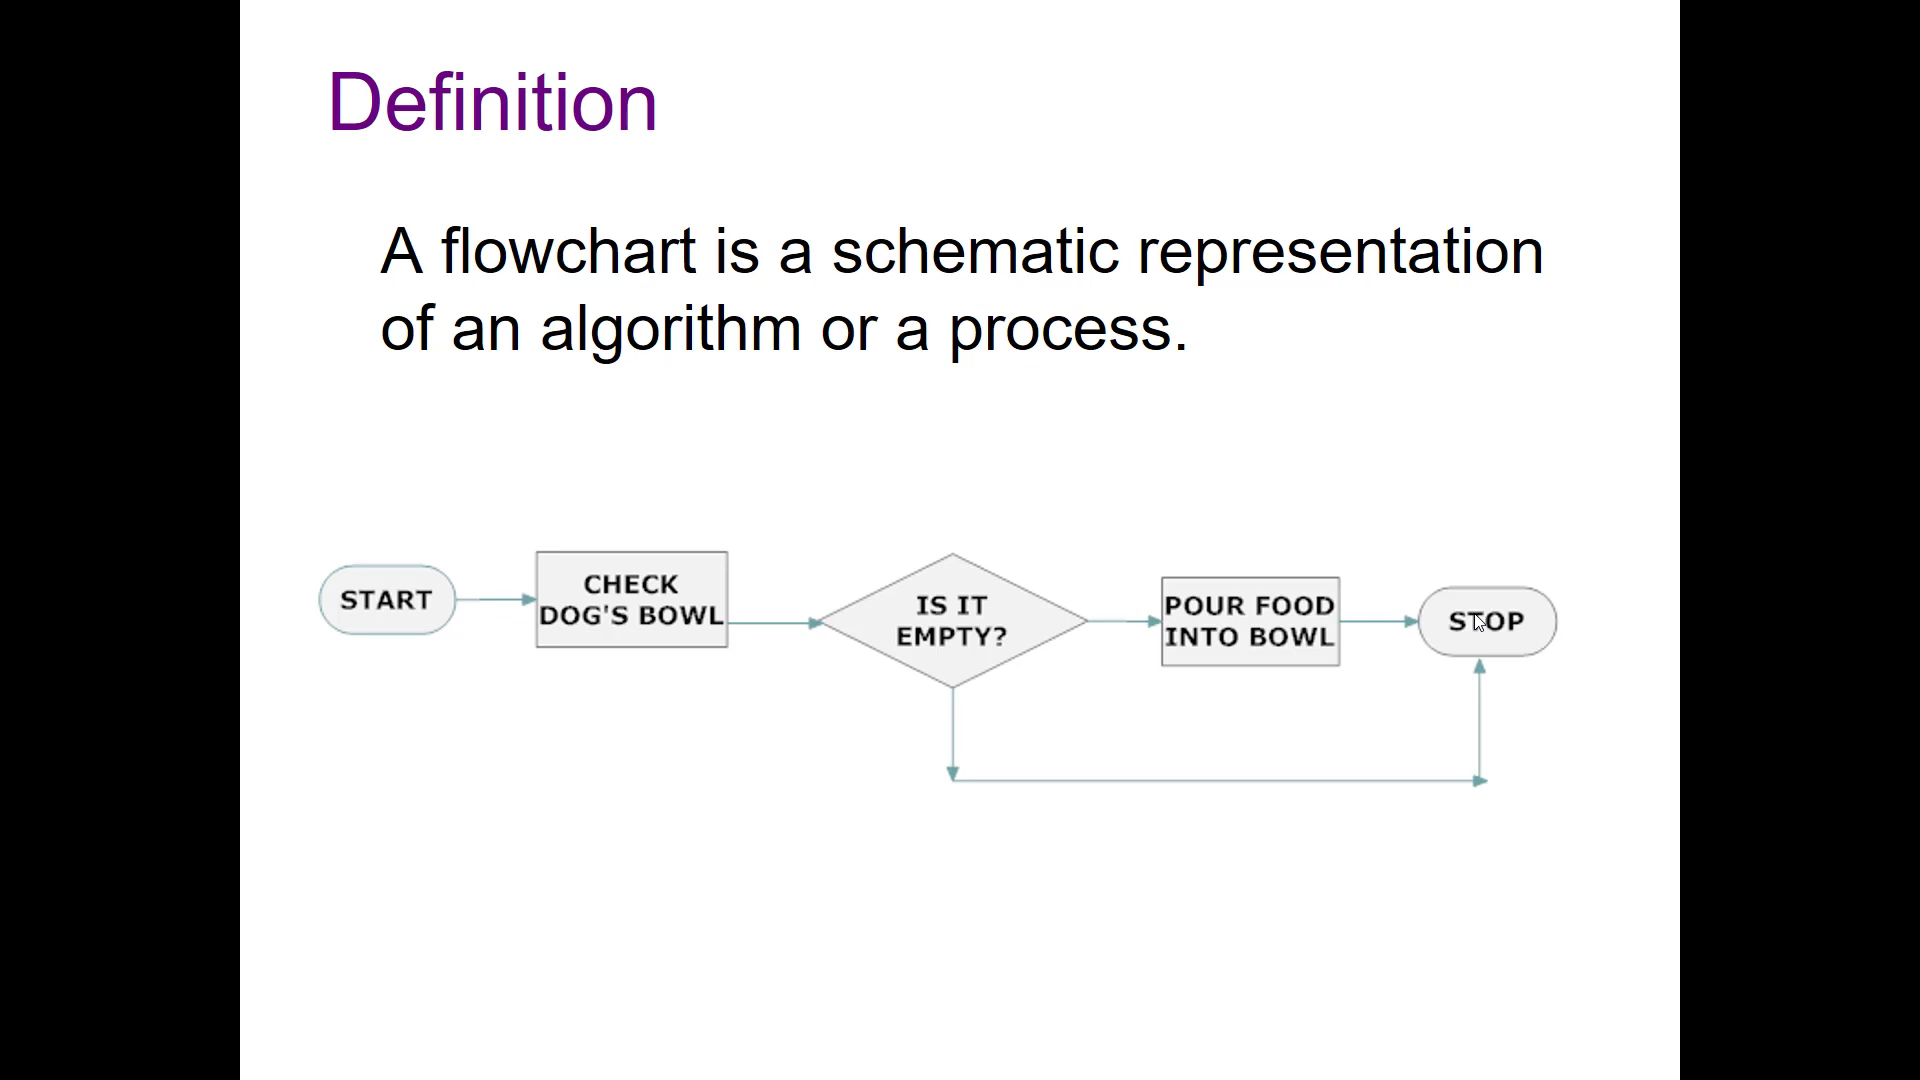 Definition
A flowchart is a schematic representation
of an algorithm or a process.
START
CHECK
DOG'S BOWL
IS IT
EMPTY?
POUR FOOD
INTO BOWL
STOP